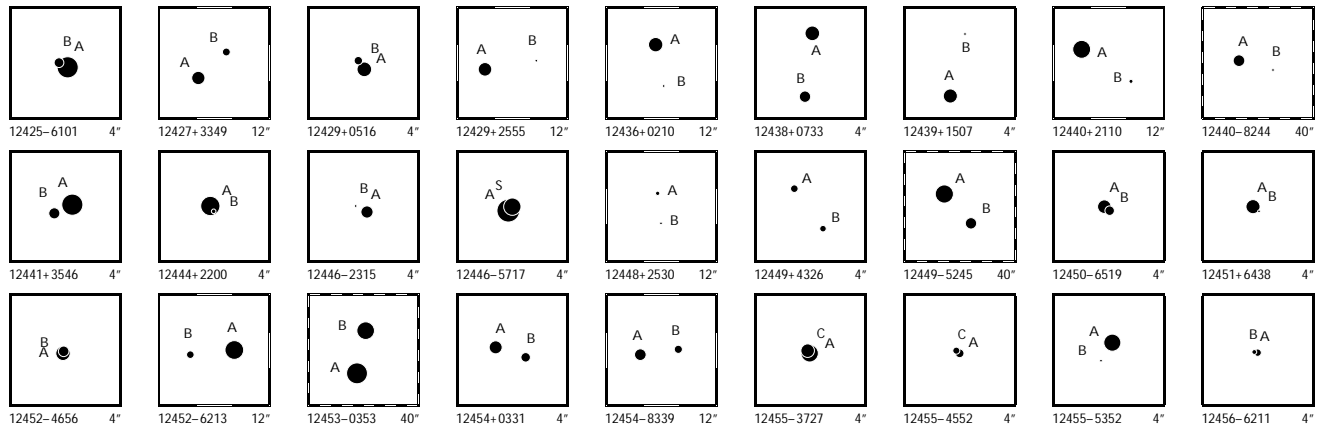 B A
12425–6101 4″
B
A
12427+3349 12″
B
A
12429+0516 4″
A B
12429+2555 12″
A
B
12436+0210 12″
A
B
12438+0733 4″
B
A
12439+1507 4″
A
B
12440+2110 12″
A B
12440–8244 40″
A
B
12441+3546 4″
A
B
12444+2200 4″
B A
12446–2315 4″
S
A
12446–5717 4″
A
B
12448+2530 12″
A
B
12449+4326 4″
A
B
12449–5245 40″
A
B
12450–6519 4″
A
B
12451+6438 4″
B
A
12452–4656 4″
A
B
12452–6213 12″
B
A
12453–0353 40″
A
B
12454+0331 4″
A B
12454–8339 12″
C
A
12455–3727 4″
C
A
12455–4552 4″
A
B
12455–5352 4″
B A
12456–6211 4″